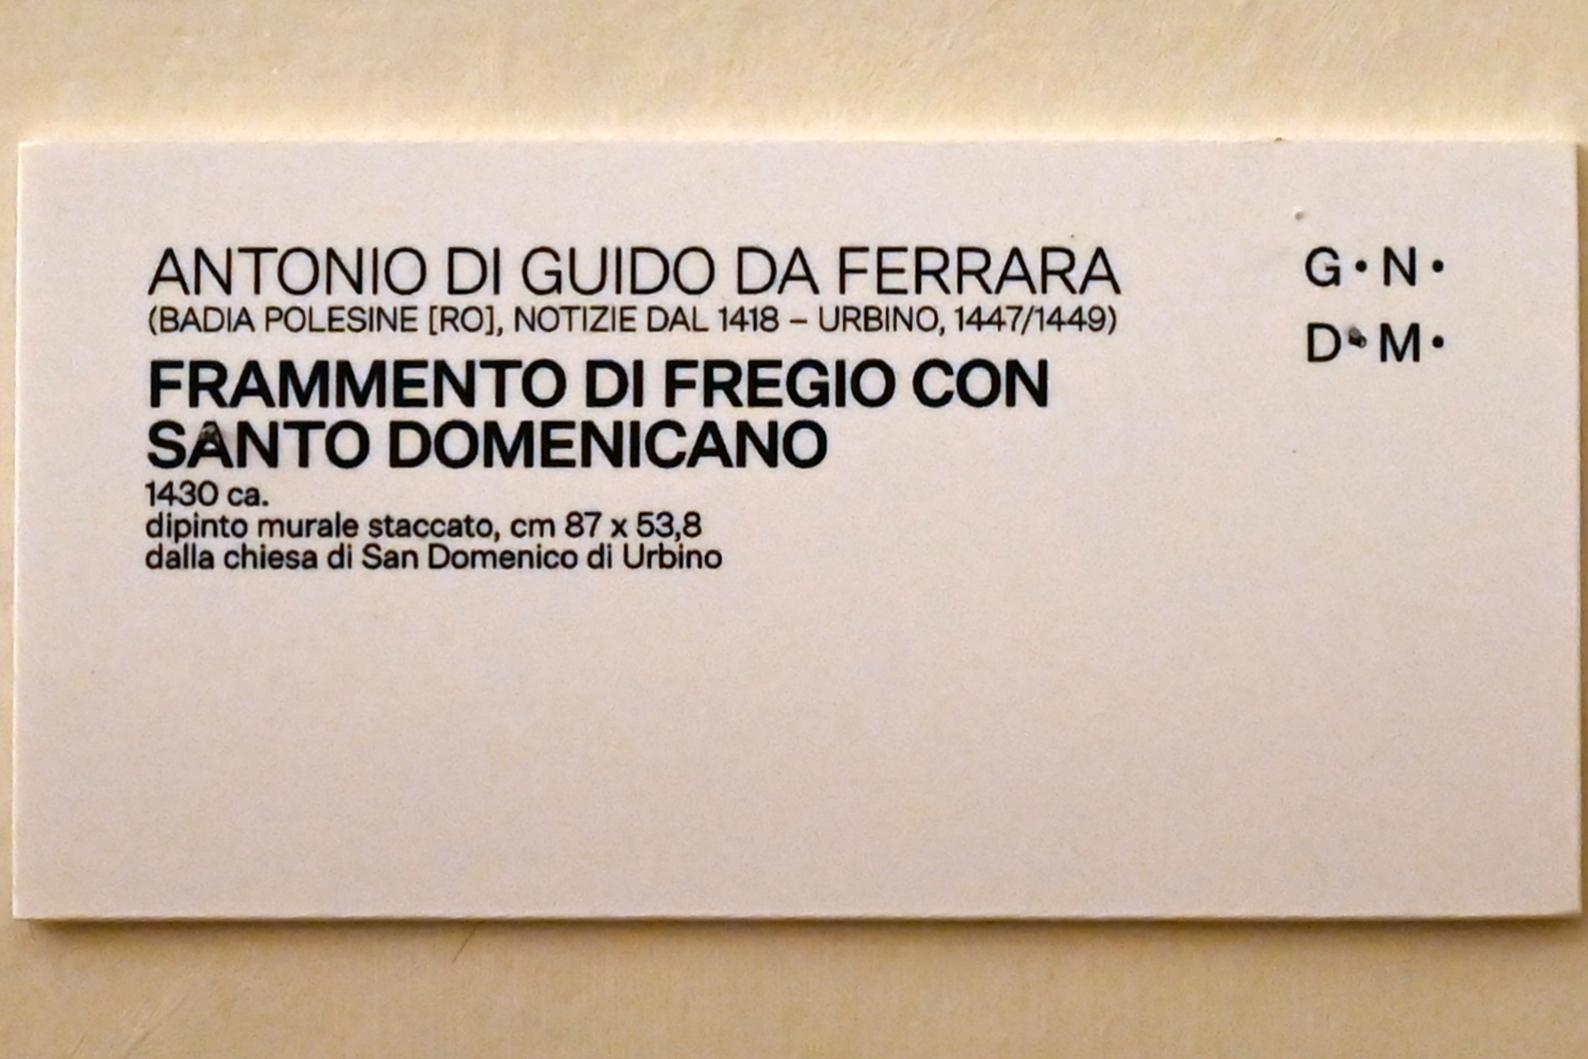 ANTONIO DI GUIDO DA FERRARA
(BADIA POLESINE [RO], NOTIZIE DAL 1418 – URBINO, 1447/1449)
FRAMMENTO DI FREGIO CON
SANTO DOMENICANO
1430 ca.
dipinto murale staccato, cm 87 x 53,8
dalla chiesa di San Domenico di Urbino
G·N·
D·M·